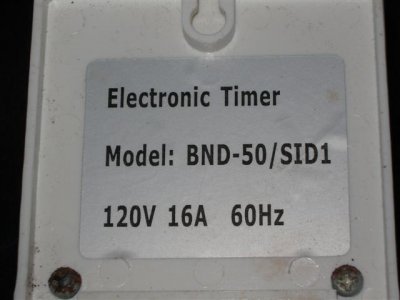 Electronic Timer
Model: BND-50/SID1
120V 16A 60Hz